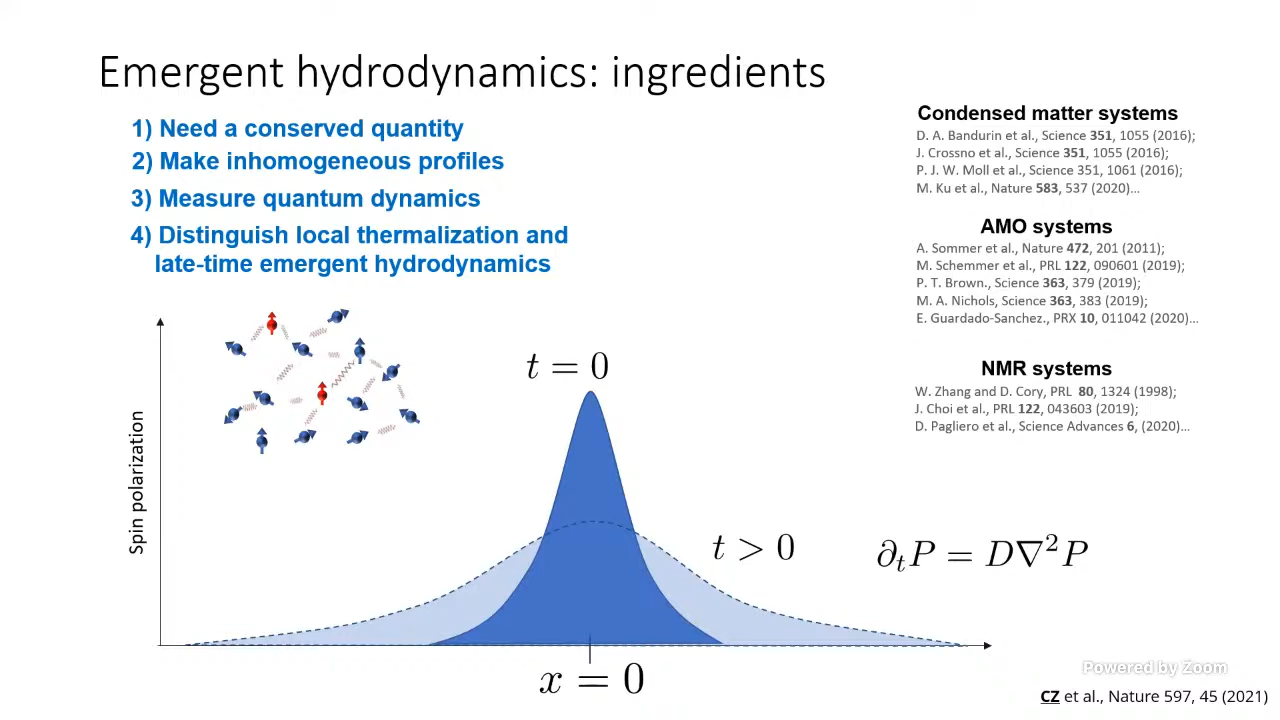 Emergent hydrodynamics: ingredients
1) Need a conserved quantity
2) Make inhomogeneous profiles
3) Measure quantum dynamics
4) Distinguish local thermalization and
late-time emergent hydrodynamics
Condensed matter systems
D. A. Bandurin et al., Science 351, 1055 (2016);
J. Crossno et al., Science 351, 1055 (2016);
P. J. W. Moll et al., Science 351, 1061 (2016);
M. Ku et al., Nature 583, 537 (2020)...
AMO systems
A. Sommer et al., Nature 472, 201 (2011);
M. Schemmer et al., PRL 122, 090601 (2019);
P. T. Brown., Science 363, 379 (2019);
M. A. Nichols, Science 363, 383 (2019);
E. Guardado-Sanchez., PRX 10, 011042 (2020)...
NMR systems
W. Zhang and D. Cory, PRL 80, 1324 (1998);
J. Choi et al., PRL 122, 043603 (2019);
D. Pagliero et al., Science Advances 6, (2020)...
Spin polarization
t = 0
t > 0
∂ₜP = D∇²P
x = 0
Powered by Zoom
CZ et al., Nature 597, 45 (2021)